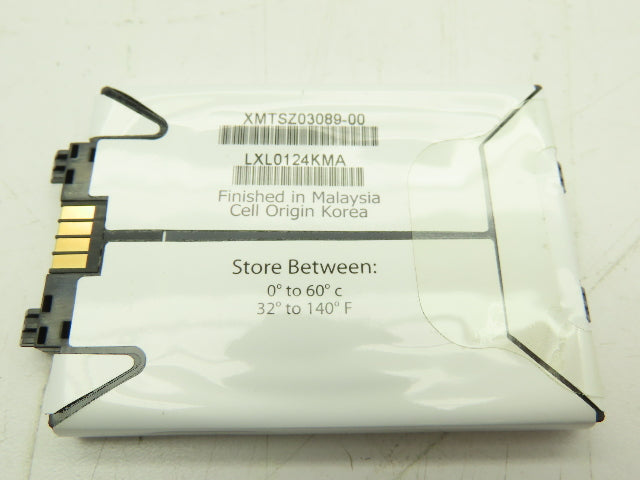 XMTSZ03089-00
LXL0124KMA
Finished in Malaysia
Cell Origin Korea
Store Between:
0° to 60° c
32° to 140° F